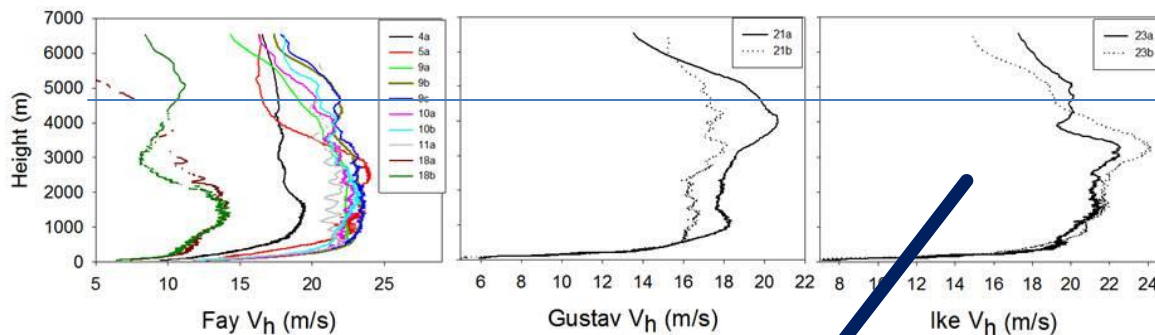 7000
6000
5000
4000
3000
2000
1000
0
Height (m)
5 10 15 20 25
Fay Vh (m/s)
4a
5a
9a
9b
9c
10a
10b
11a
18a
18b
6 8 10 12 14 16 18 20 22
Gustav Vh (m/s)
21a
21b
8 10 12 14 16 18 20 22 24
Ike Vh (m/s)
23a
23b